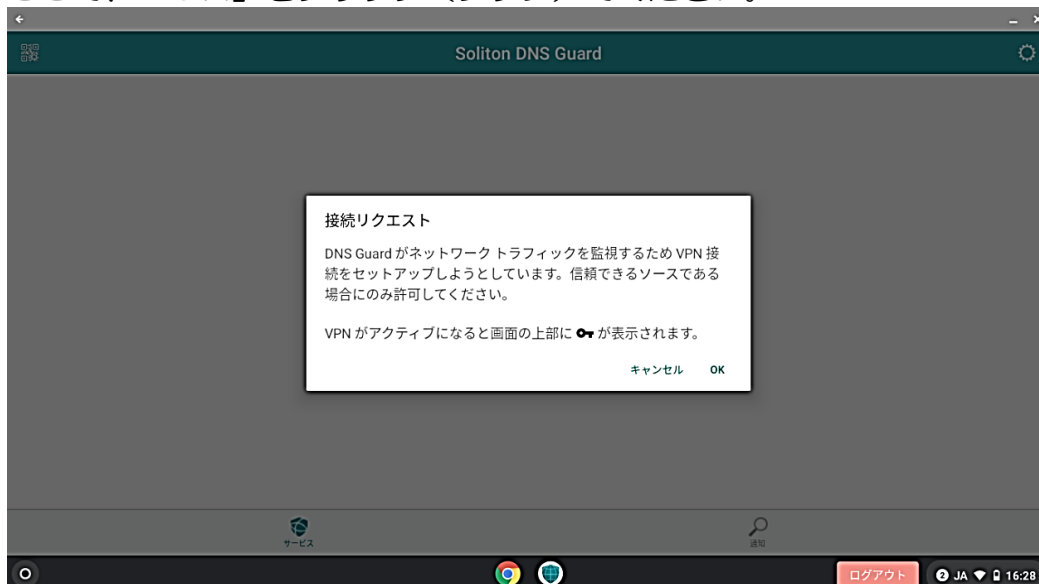 Soliton DNS Guard
接続リクエスト
DNS Guard がネットワーク トラフィックを監視するため VPN 接
続をセットアップしようとしています。信頼できるソースである
場合にのみ許可してください。
VPN がアクティブになると画面の上部に が表示されます。
キャンセル OK
サービス 通知
ログアウト 2 JA 16:28